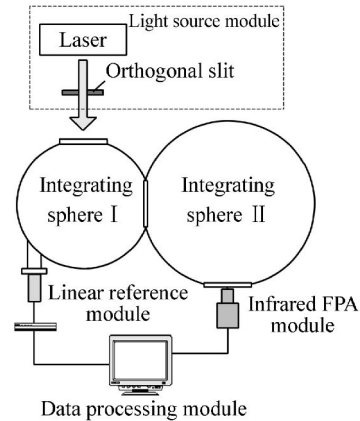 Light source module
Laser
Orthogonal slit
Integrating
sphere Ⅰ
Integrating
sphere Ⅱ
Linear reference
module
Infrared FPA
module
Data processing module